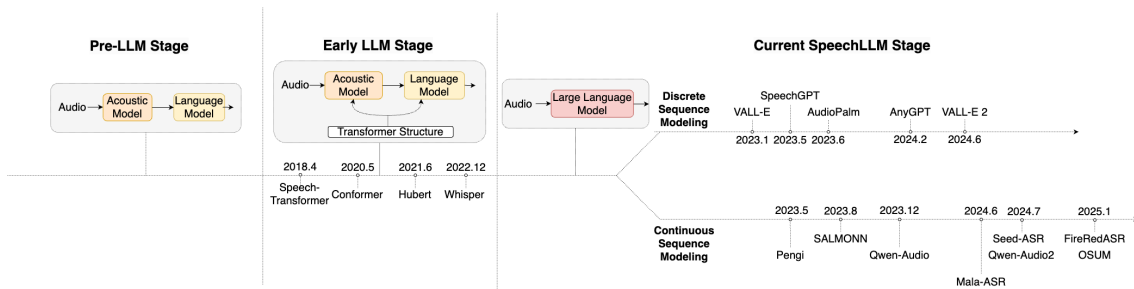 Pre-LLM Stage
Audio
Acoustic
Model
Language
Model
Early LLM Stage
Audio
Acoustic
Model
Language
Model
Transformer Structure
2018.4
2020.5
2021.6
2022.12
Speech-
Transformer
Conformer
Hubert
Whisper
Current SpeechLLM Stage
Audio
Large Language
Model
Discrete
Sequence
Modeling
SpeechGPT
VALL-E
AudioPalm
AnyGPT
VALL-E 2
2023.1
2023.5
2023.6
2024.2
2024.6
Continuous
Sequence
Modeling
2023.5
2023.8
2023.12
2024.6
2024.7
2025.1
SALMONN
Seed-ASR
FireRedASR
Pengi
Qwen-Audio
Qwen-Audio2
OSUM
Mala-ASR